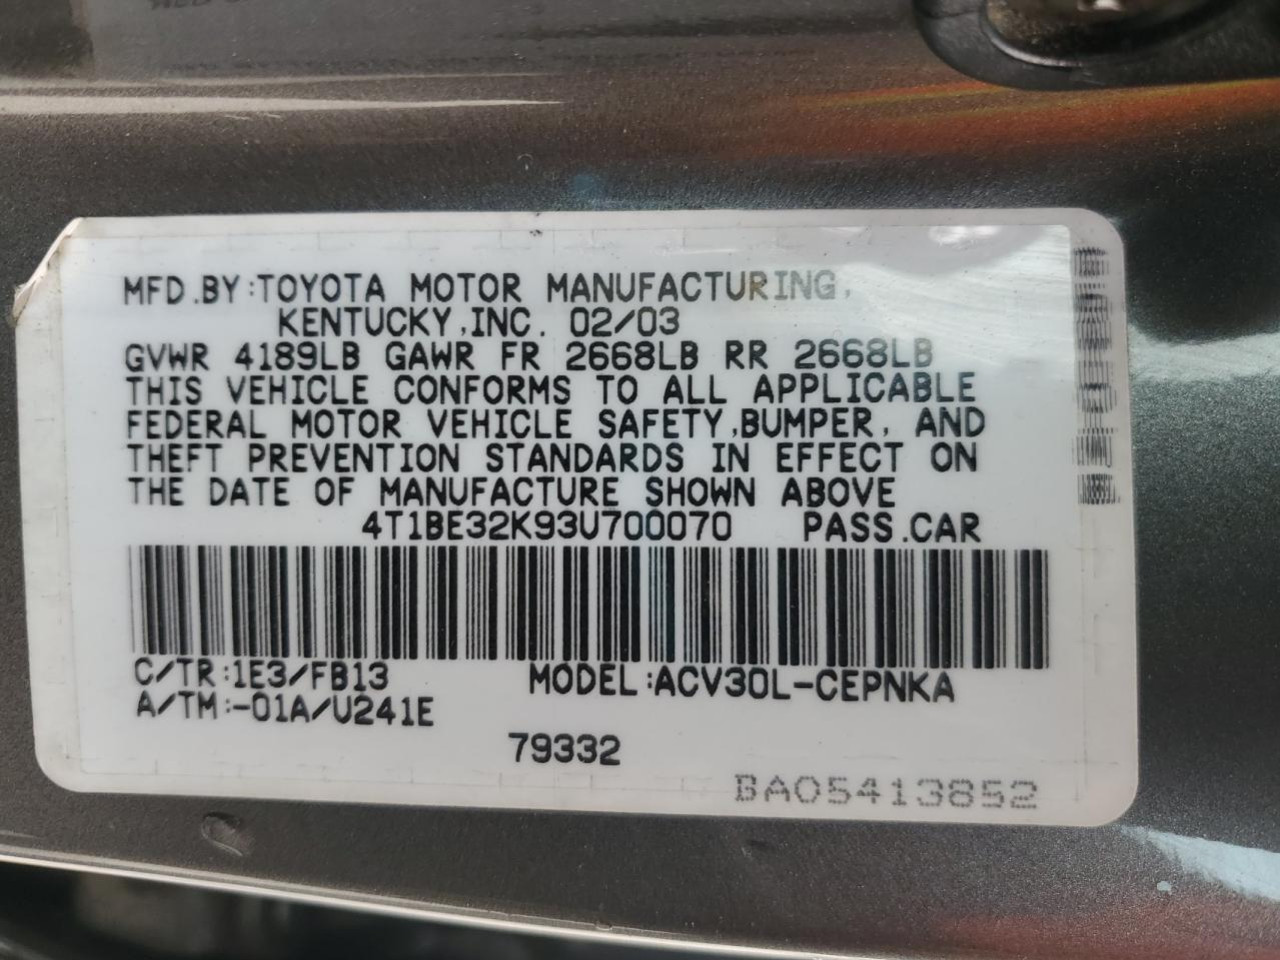 MFD.BY:TOYOTA MOTOR MANUFACTURING,
KENTUCKY,INC. 02/03
GVWR 4189LB GAWR FR 2668LB RR 2668LB
THIS VEHICLE CONFORMS TO ALL APPLICABLE
FEDERAL MOTOR VEHICLE SAFETY,BUMPER, AND
THEFT PREVENTION STANDARDS IN EFFECT ON
THE DATE OF MANUFACTURE SHOWN ABOVE
4T1BE32K93U700070 PASS.CAR
C/TR:1E3/FB13 MODEL:ACV30L-CEPNKA
A/TM:-01A/U241E
79332
BA05413852